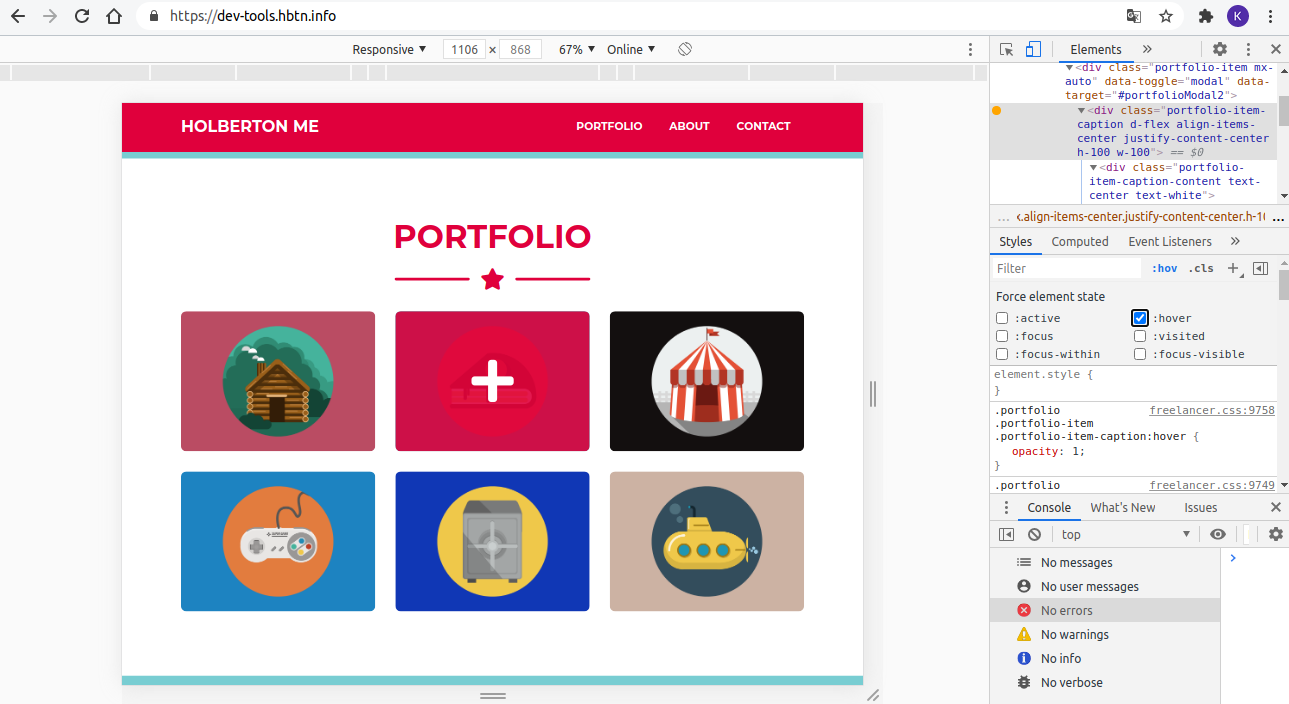 https://dev-tools.hbtn.info
K
Responsive ▼ 1106 × 868 67% ▼ Online ▼
Elements »
HOLBERTON ME
PORTFOLIO ABOUT CONTACT
PORTFOLIO
▼<div class="portfolio-item mx-
auto" data-toggle="modal" data-
target="#portfolioModal2">
▼<div class="portfolio-item-
caption d-flex align-items-
center justify-content-center
h-100 w-100"> == $0
▼<div class="portfolio-
item-caption-content text-
center text-white">
... x.align-items-center.justify-content-center.h-10 ...
Styles Computed Event Listeners »
Filter :hov .cls +
Force element state
:active :hover
:focus :visited
:focus-within :focus-visible
element.style {
}
.portfolio freelancer.css:9758
.portfolio-item
.portfolio-item-caption:hover {
opacity: 1;
}
.portfolio freelancer.css:9749
Console What's New Issues
top ▼
No messages
No user messages
No errors
No warnings
No info
No verbose
>